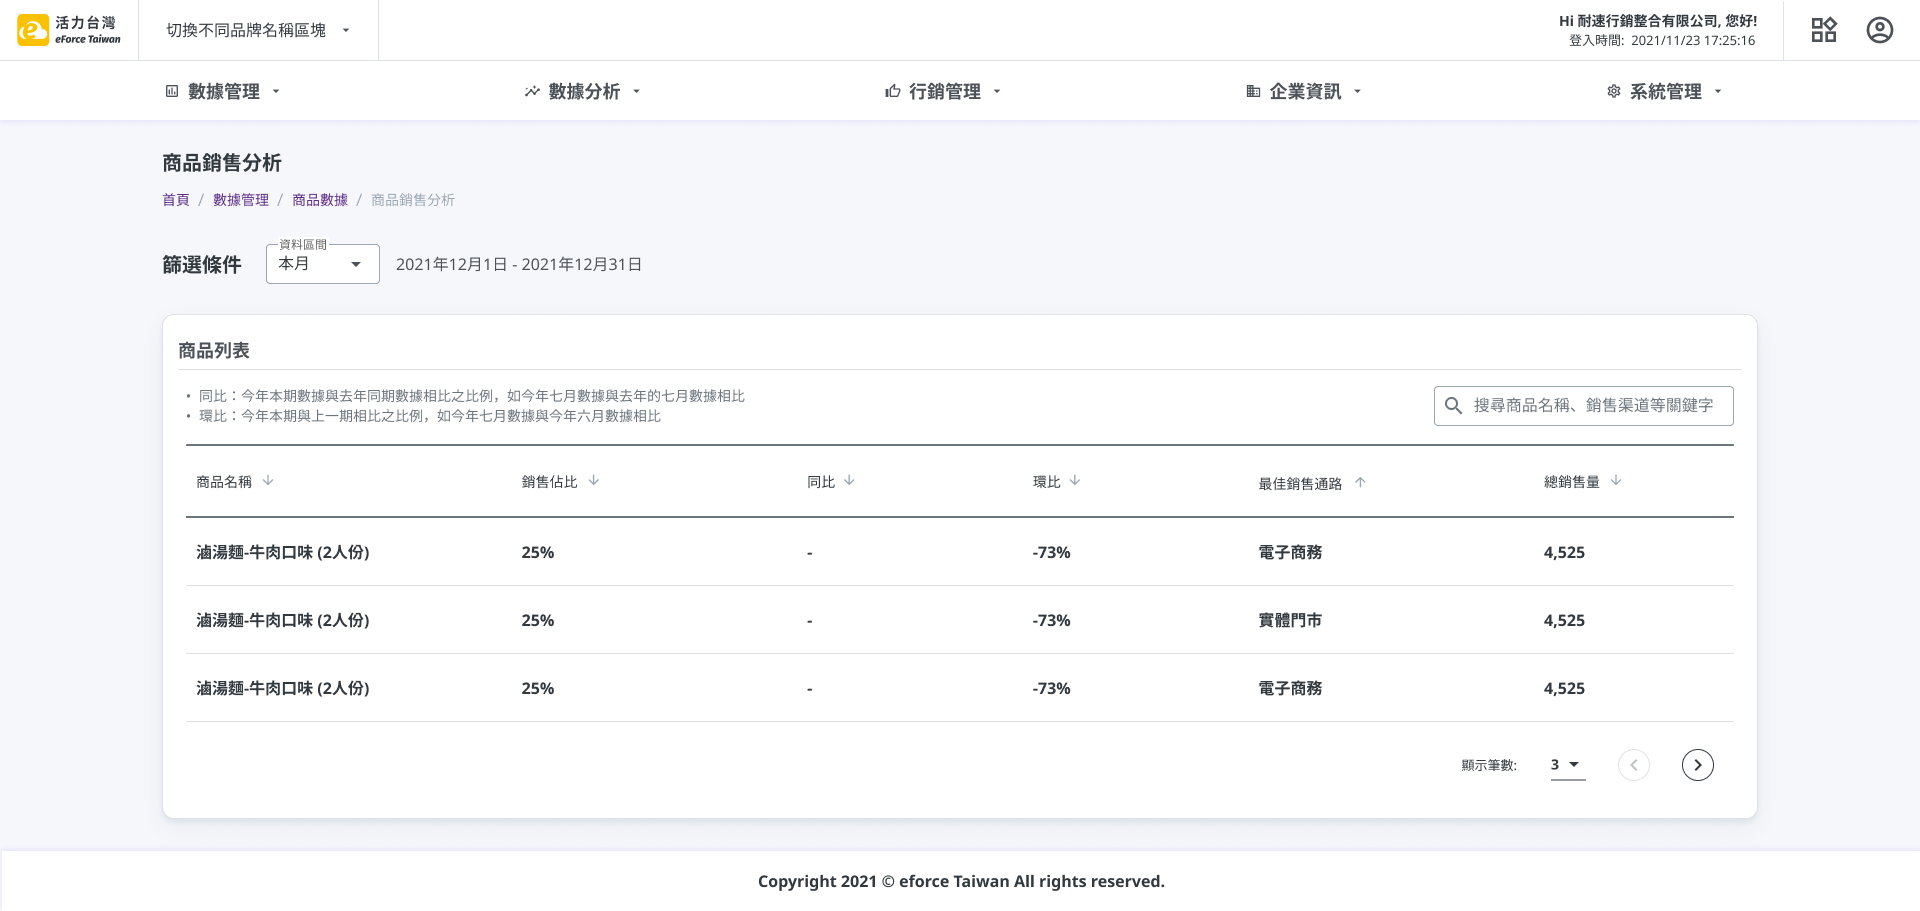 活力台灣
eForce Taiwan
切換不同品牌名稱區塊
Hi 耐速行銷整合有限公司, 您好!
登入時間: 2021/11/23 17:25:16
數據管理
數據分析
行銷管理
企業資訊
系統管理
商品銷售分析
首頁 / 數據管理 / 商品數據 / 商品銷售分析
篩選條件
資料區間
本月
2021年12月1日 - 2021年12月31日
商品列表
• 同比：今年本期數據與去年同期數據相比之比例，如今年七月數據與去年的七月數據相比
• 環比：今年本期與上一期相比之比例，如今年七月數據與今年六月數據相比
搜尋商品名稱、銷售渠道等關鍵字
商品名稱 ↓ 銷售佔比 ↓ 同比 ↓ 環比 ↓ 最佳銷售通路 ↑ 總銷售量 ↓
滷湯麵-牛肉口味 (2人份) 25% - -73% 電子商務 4,525
滷湯麵-牛肉口味 (2人份) 25% - -73% 實體門市 4,525
滷湯麵-牛肉口味 (2人份) 25% - -73% 電子商務 4,525
顯示筆數: 3
Copyright 2021 © eforce Taiwan All rights reserved.